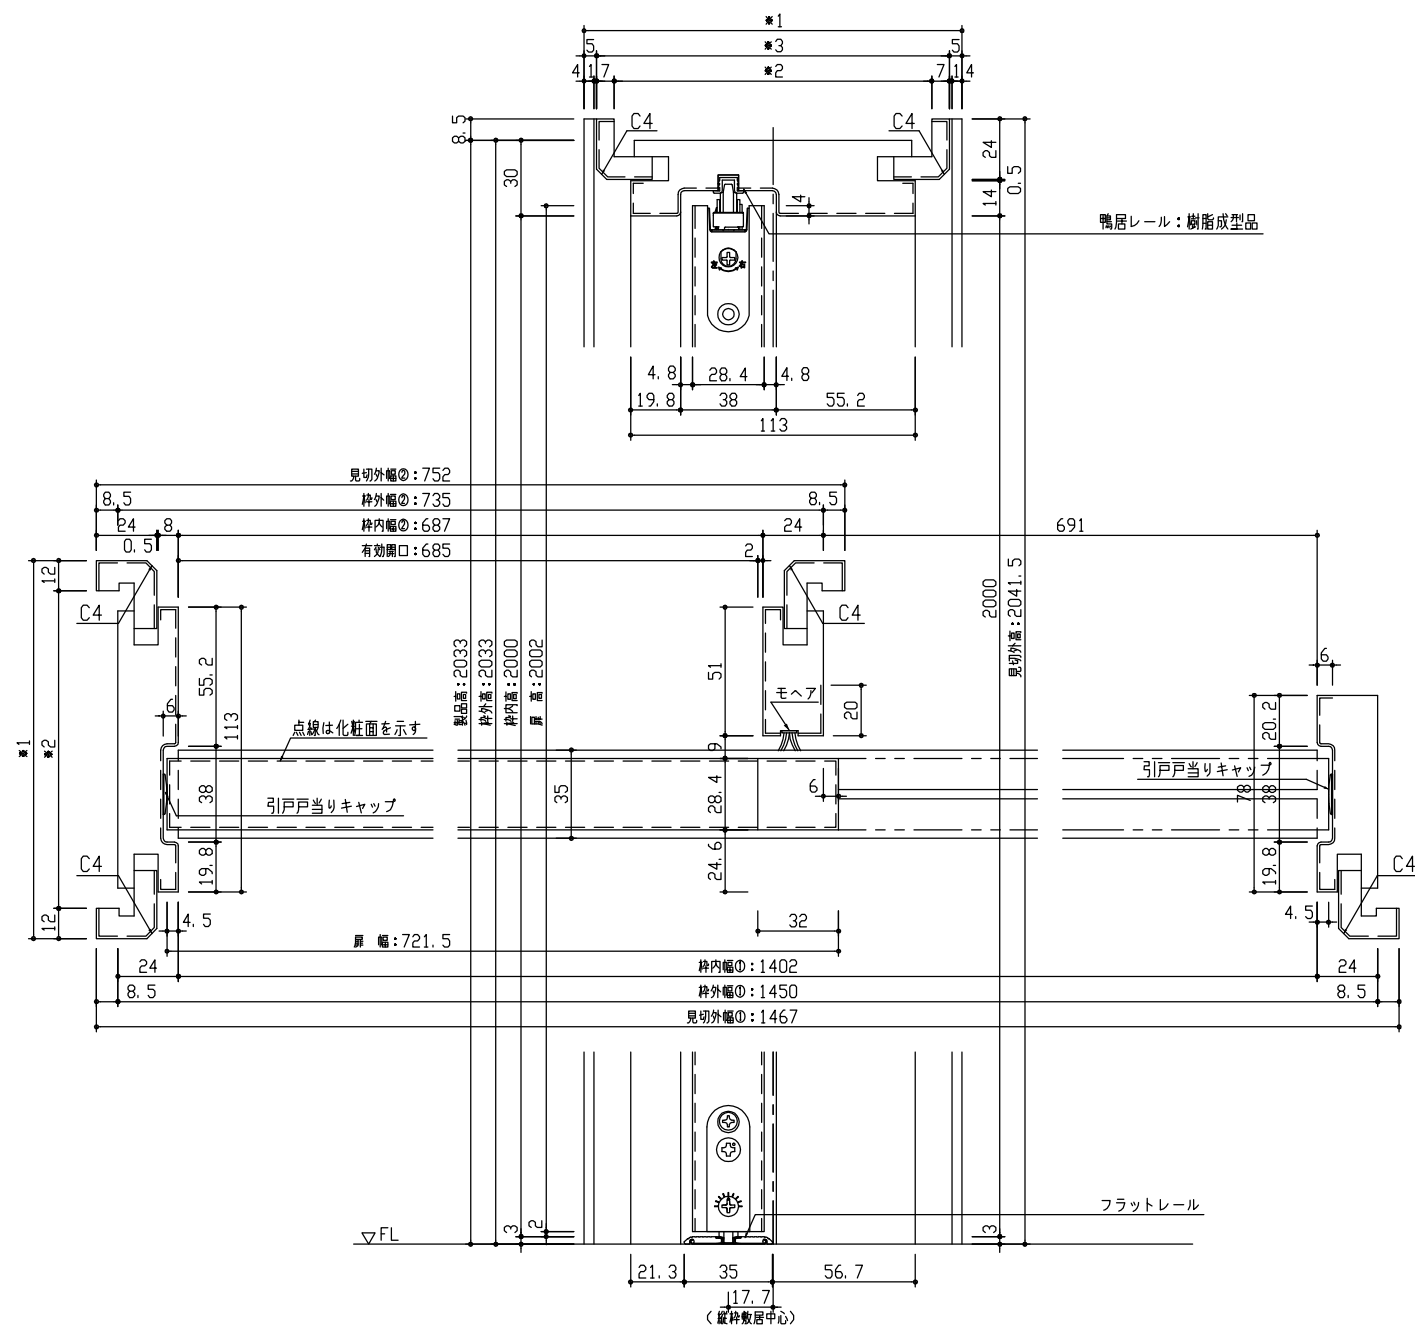 ※1
5 ※3 5
4 1 7 ※2 7 1 4
8.5
C4 C4
24
0.5
30
14
4
鴨居レール：樹脂成型品
左 右
4.8 28.4 4.8
19.8 38 55.2
113
見切外幅②：752
8.5 枠外幅②：735 8.5
24 8 枠内幅②：687 24 691
0.5 有効開口：685 2
12
C4 C4
2000
見切外高：2041.5
製品高：2033
枠外高：2033
枠内高：2000
扉 高：2002
6
55.2
113
51
モヘア
20
20.2
6
点線は化粧面を示す
※1
※2
9
引戸戸当りキャップ
38
35
28.4
6
78
38
引戸戸当りキャップ
C4
19.8
24.6
19.8
C4
12
4.5 32 4.5
扉 幅：721.5
24 枠内幅①：1402 24
8.5 枠外幅①：1450 8.5
見切外幅①：1467
フラットレール
3
2
3
▽FL
21.3 35 56.7
17.7
（縦枠敷居中心）